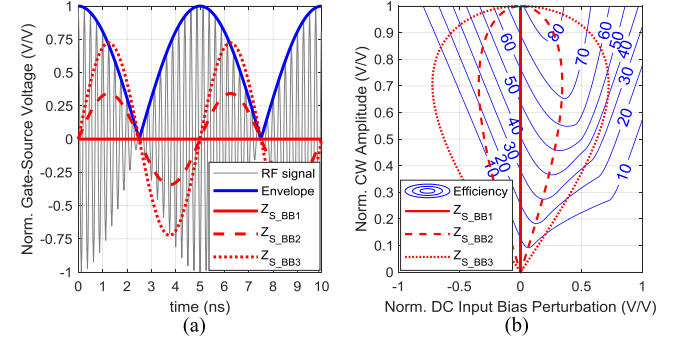 (a)
Norm. Gate-Source Voltage (V/V)
1
0.75
0.5
0.25
0
-0.25
-0.5
-0.75
-1
RF signal
Envelope
Z_S_BB1
Z_S_BB2
Z_S_BB3
0 1 2 3 4 5 6 7 8 9 10
time (ns)
(a)
(b)
Norm. CW Amplitude (V/V)
1
0.9
0.8
0.7
0.6
0.5
0.4
0.3
0.2
0.1
0
60
50
40
30
20
10
80
70
60
50
40
30
20
10
Efficiency
Z_S_BB1
Z_S_BB2
Z_S_BB3
-1 -0.5 0 0.5 1
Norm. DC Input Bias Perturbation (V/V)
(b)